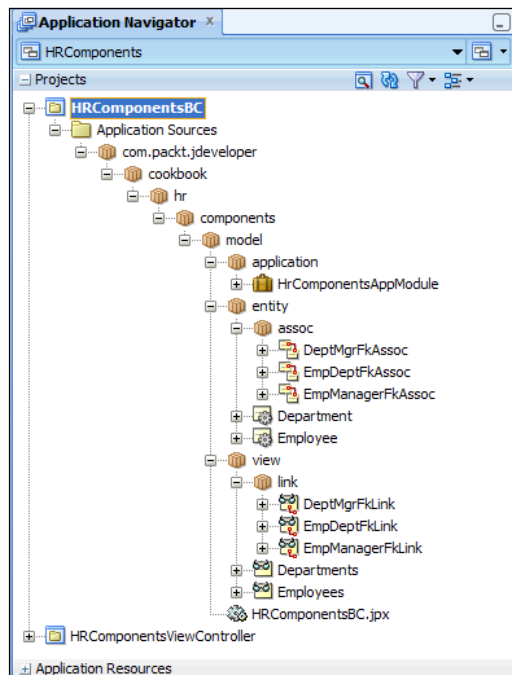 Application Navigator
HRComponents
Projects
HRComponentsBC
Application Sources
com.packt.jdeveloper
cookbook
hr
components
model
application
HrComponentsAppModule
entity
assoc
DeptMgrFkAssoc
EmpDeptFkAssoc
EmpManagerFkAssoc
Department
Employee
view
link
DeptMgrFkLink
EmpDeptFkLink
EmpManagerFkLink
Departments
Employees
HRComponentsBC.jpx
HRComponentsViewController
Application Resources